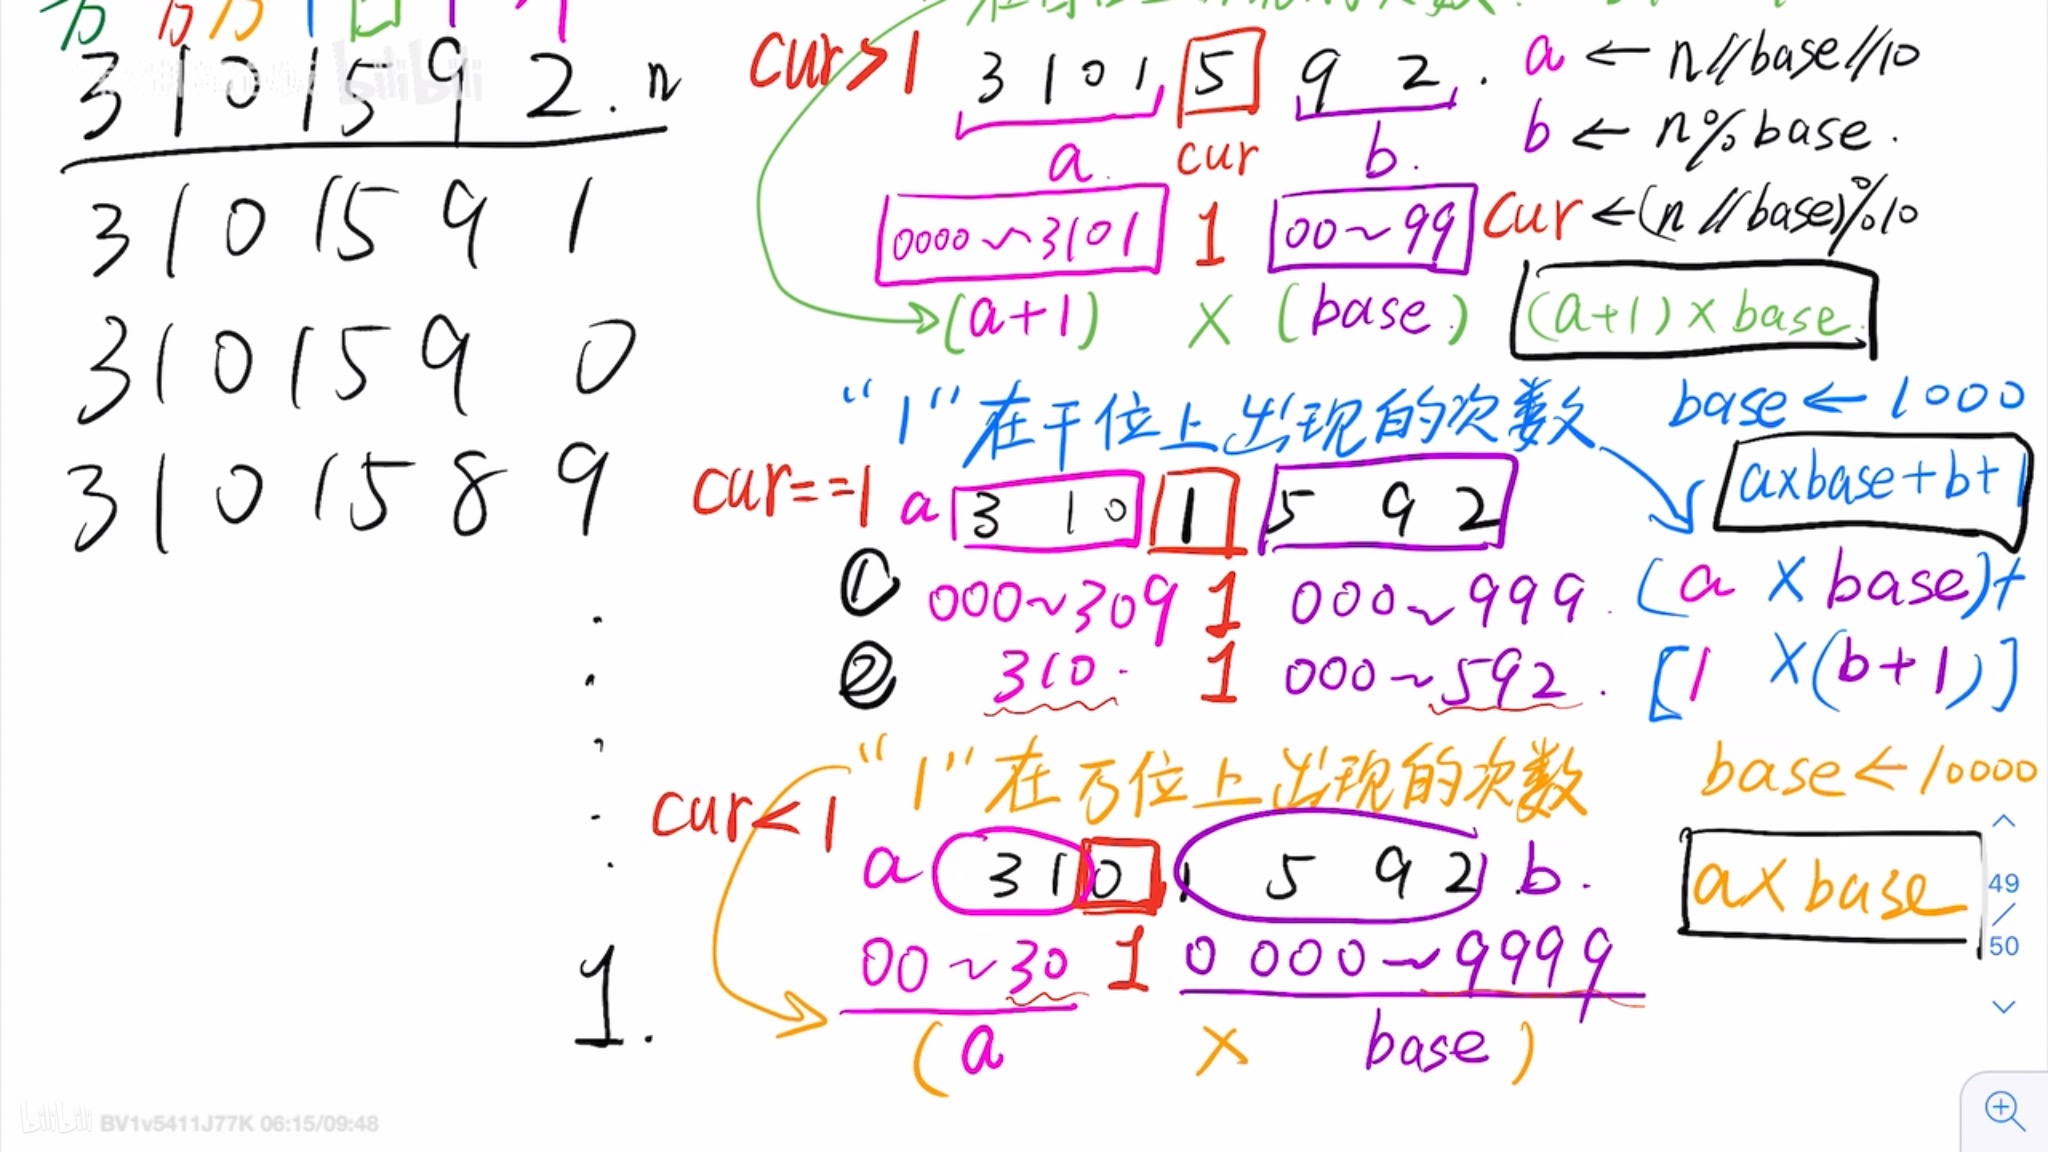 3 1 0 1 5 9 2 . n
3 1 0 1 5 9 1
3 1 0 1 5 9 0
3 1 0 1 5 8 9
1.
cur>1 3 1 0 1 5 9 2 . a ← n//base//10
a. cur b. b ← n%base.
0000~3101 1 00~99 cur ←(n//base)%10
(a+1) × (base.) (a+1)×base.
“1”在千位上出现的次数 base ← 1000
cur==1 a 3 1 0 1 5 9 2 axbase+b+1
① 000~309 1 000~999. (a × base)+
② 310. 1 000~592. [1 ×(b+1)]
“1”在万位上出现的次数 base ← 10000
cur<1 a 3 1 0 1 5 9 2 b.
a×base
00~30 1 0000~9999
(a × base)
49
/
50
bilibili
bilibili BV1v5411J77K 06:15/09:48